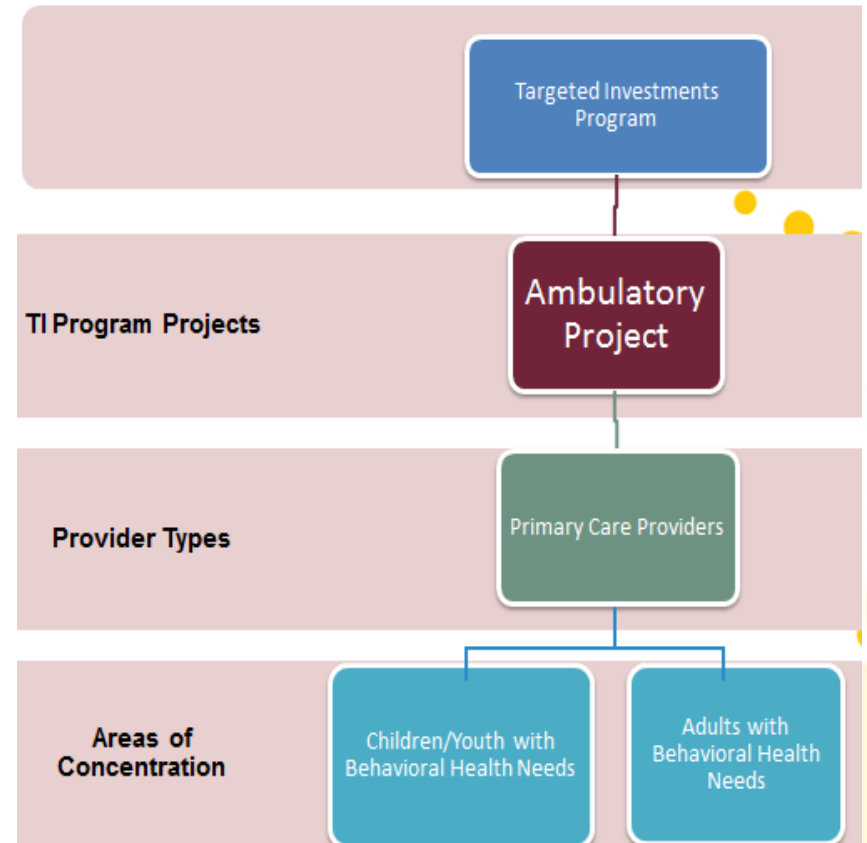 Targeted Investments
Program
TI Program Projects
Ambulatory
Project
Provider Types
Primary Care Providers
Areas of
Concentration
Children/Youth with
Behavioral Health Needs
Adults with
Behavioral Health
Needs